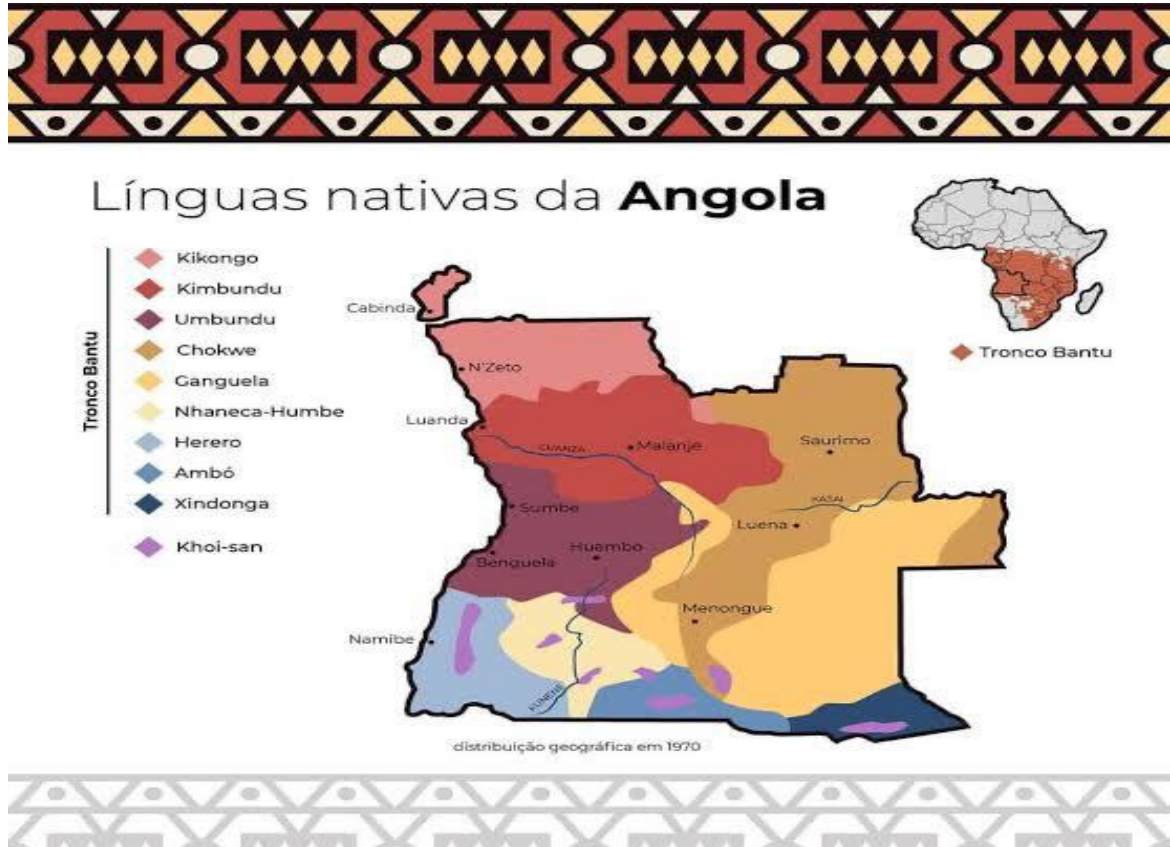 Línguas nativas da Angola
Tronco Bantu
Kikongo
Kimbundu
Umbundu
Chokwe
Ganguela
Nhaneca-Humbe
Herero
Ambó
Xindonga
Khoi-san
Tronco Bantu
Cabinda
N'Zeto
Luanda
CUANZA
Malanje
Saurimo
KASAI
Sumbe
Luena
Huambo
Benguela
Menongue
Namibe
KUNENE
distribuição geográfica em 1970